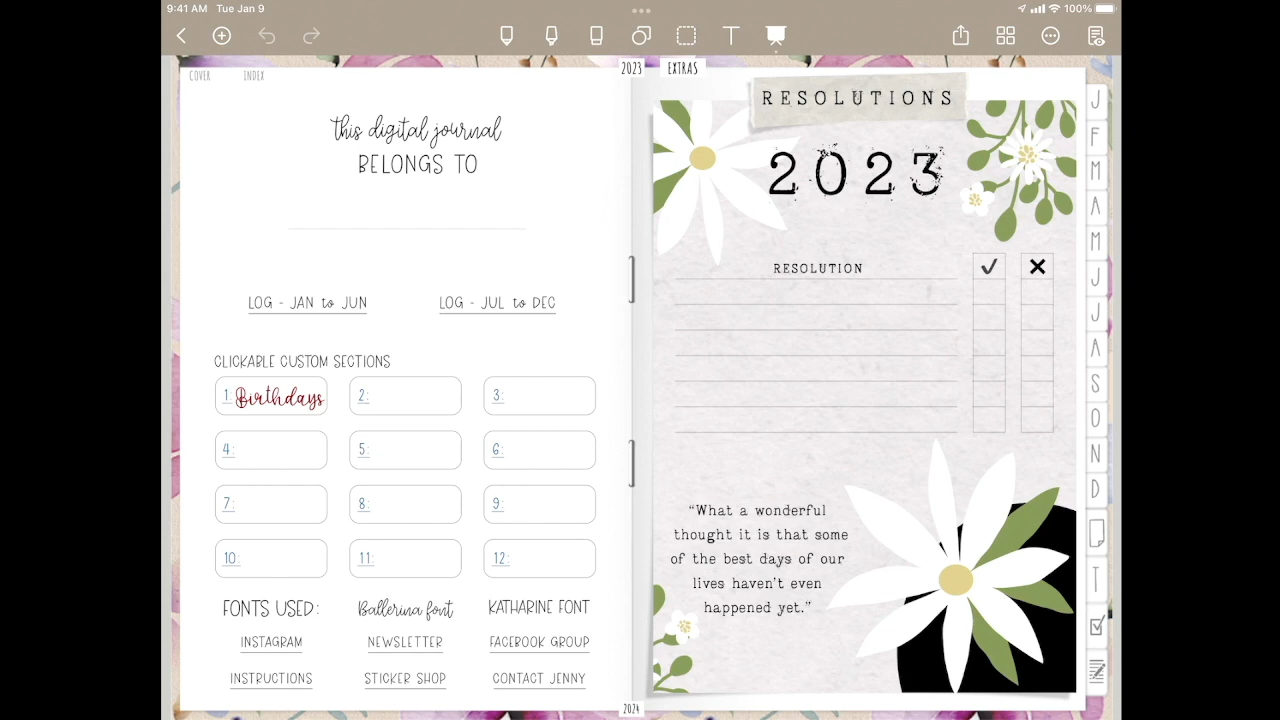 9:41 AM Tue Jan 9
100%
COVER INDEX
2023 EXTRAS
this digital journal
BELONGS TO
LOG - JAN to JUN
LOG - JUL to DEC
CLICKABLE CUSTOM SECTIONS
1: Birthdays
2:
3:
4:
5:
6:
7:
8:
9:
10:
11:
12:
FONTS USED: Ballerina font KATHARINE FONT
INSTAGRAM NEWSLETTER FACEBOOK GROUP
INSTRUCTIONS STICKER SHOP CONTACT JENNY
2024
RESOLUTIONS
2023
RESOLUTION
“What a wonderful
thought it is that some
of the best days of our
lives haven’t even
happened yet.”
J
F
M
A
M
J
J
A
S
O
N
D
T